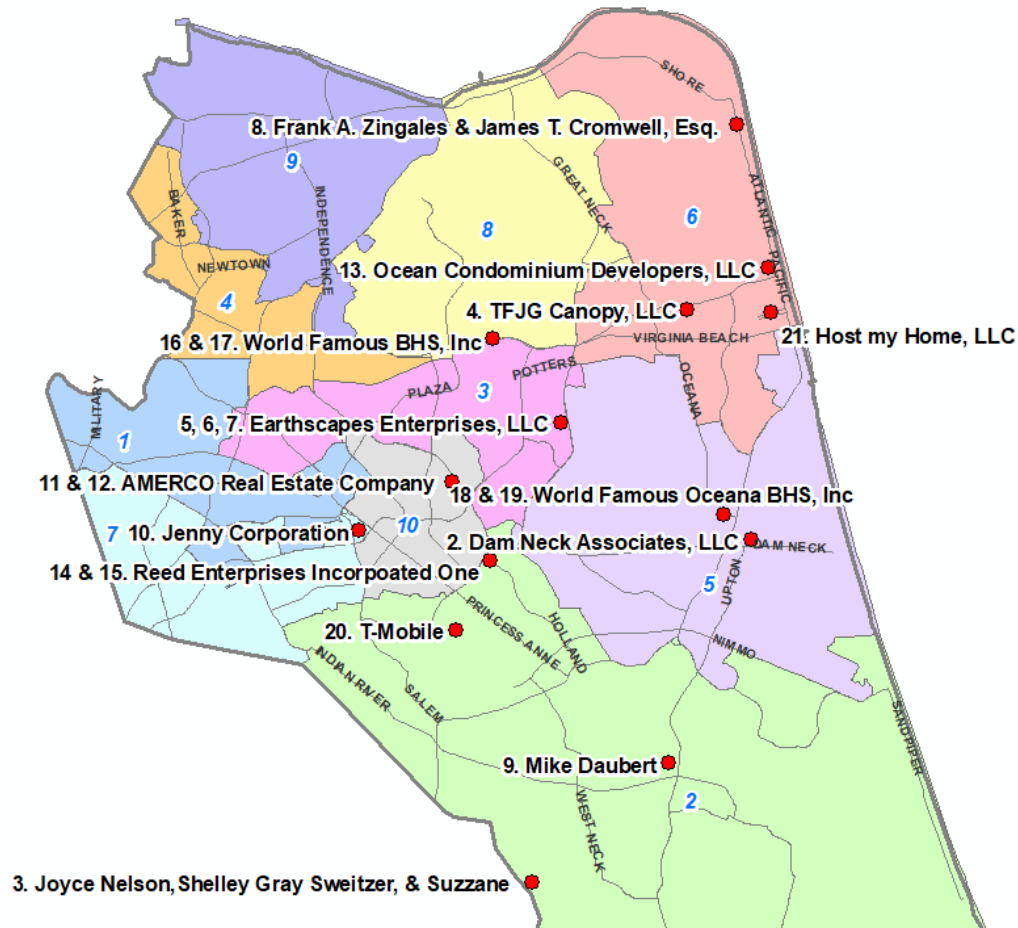 SHORE
8. Frank A. Zingales & James T. Cromwell, Esq.
9
GREAT NECK
BAKER
INDEPENDENCE
ATLANTIC
6
8
PACIFIC
NEWTOWN
13. Ocean Condominium Developers, LLC
4
4. TFJG Canopy, LLC
21. Host my Home, LLC
16 & 17. World Famous BHS, Inc
VIRGINIA BEACH
POTTERS
OCEANA
PLAZA
3
MILITARY
5, 6, 7. Earthscapes Enterprises, LLC
1
11 & 12. AMERCO Real Estate Company
18 & 19. World Famous Oceana BHS, Inc
10
7
10. Jenny Corporation
2. Dam Neck Associates, LLC
DAM NECK
14 & 15. Reed Enterprises Incorpoated One
UPTON
5
PRINCESS ANNE
HOLLAND
20. T-Mobile
NIMMO
INDIAN RIVER
SALEM
SANDPIPER
9. Mike Daubert
2
WEST NECK
3. Joyce Nelson, Shelley Gray Sweitzer, & Suzzane